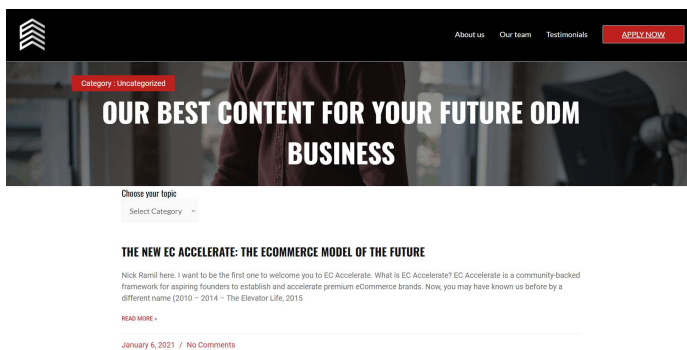 About us Our team Testimonials APPLY NOW
Category : Uncategorized
OUR BEST CONTENT FOR YOUR FUTURE ODM
BUSINESS
Choose your topic
Select Category
THE NEW EC ACCELERATE: THE ECOMMERCE MODEL OF THE FUTURE
Nick Ramil here. I want to be the first one to welcome you to EC Accelerate. What is EC Accelerate? EC Accelerate is a community-backed
framework for aspiring founders to establish and accelerate premium eCommerce brands. Now, you may have known us before by a
different name (2010 – 2014 – The Elevator Life, 2015
READ MORE »
January 6, 2021 / No Comments